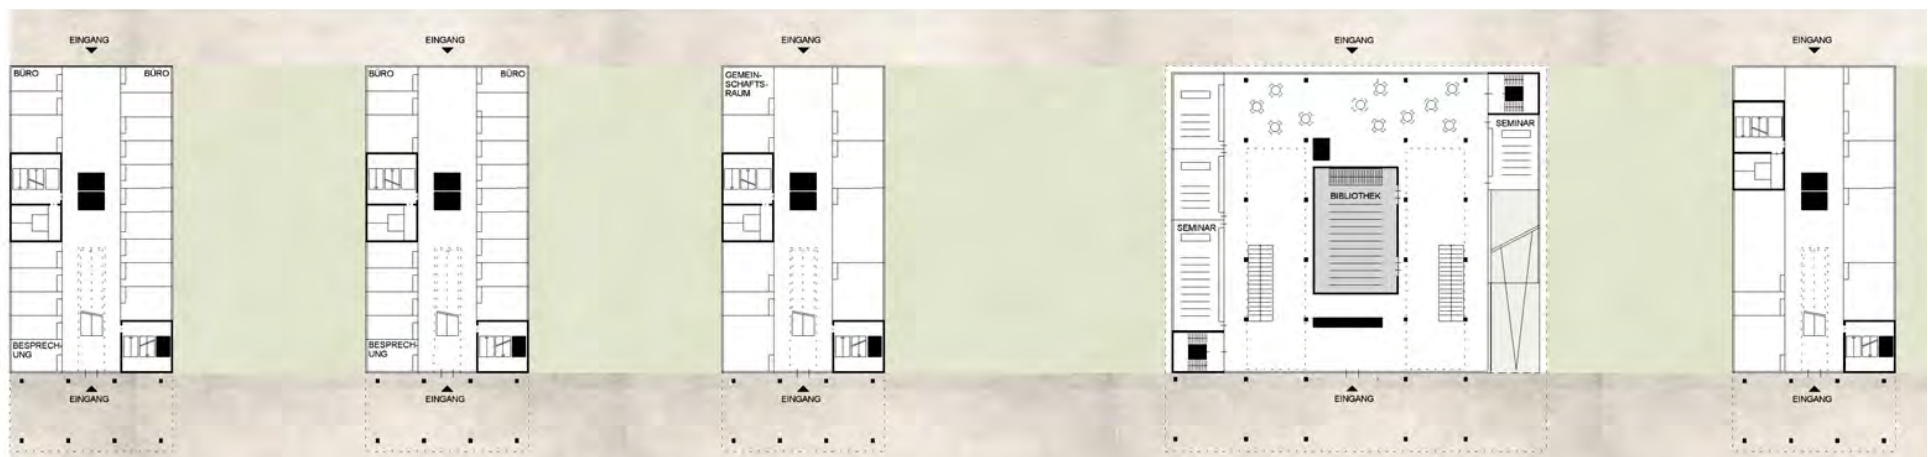 EINGANG
EINGANG
EINGANG
EINGANG
EINGANG
BÜRO
BÜRO
BÜRO
BÜRO
GEMEIN-
SCHAFTS-
RAUM
SEMINAR
BIBLIOTHEK
SEMINAR
BESPRECH-
UNG
BESPRECH-
UNG
EINGANG
EINGANG
EINGANG
EINGANG
EINGANG